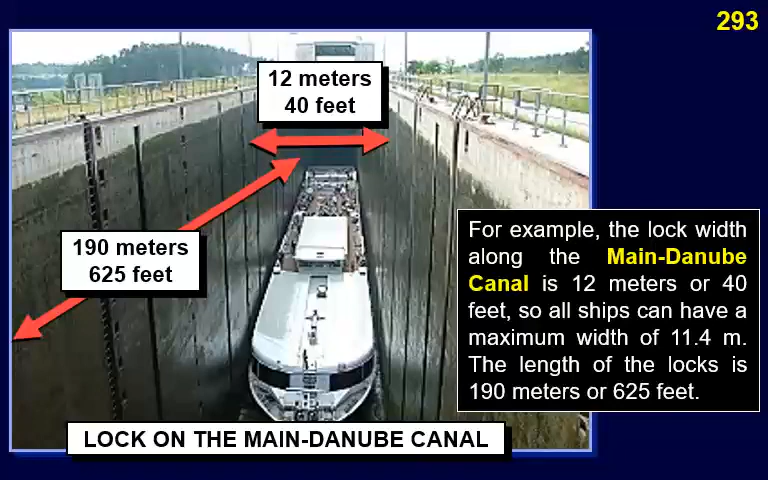 293
12 meters
40 feet
190 meters
625 feet
For example, the lock width
along the Main-Danube
Canal is 12 meters or 40
feet, so all ships can have a
maximum width of 11.4 m.
The length of the locks is
190 meters or 625 feet.
LOCK ON THE MAIN-DANUBE CANAL